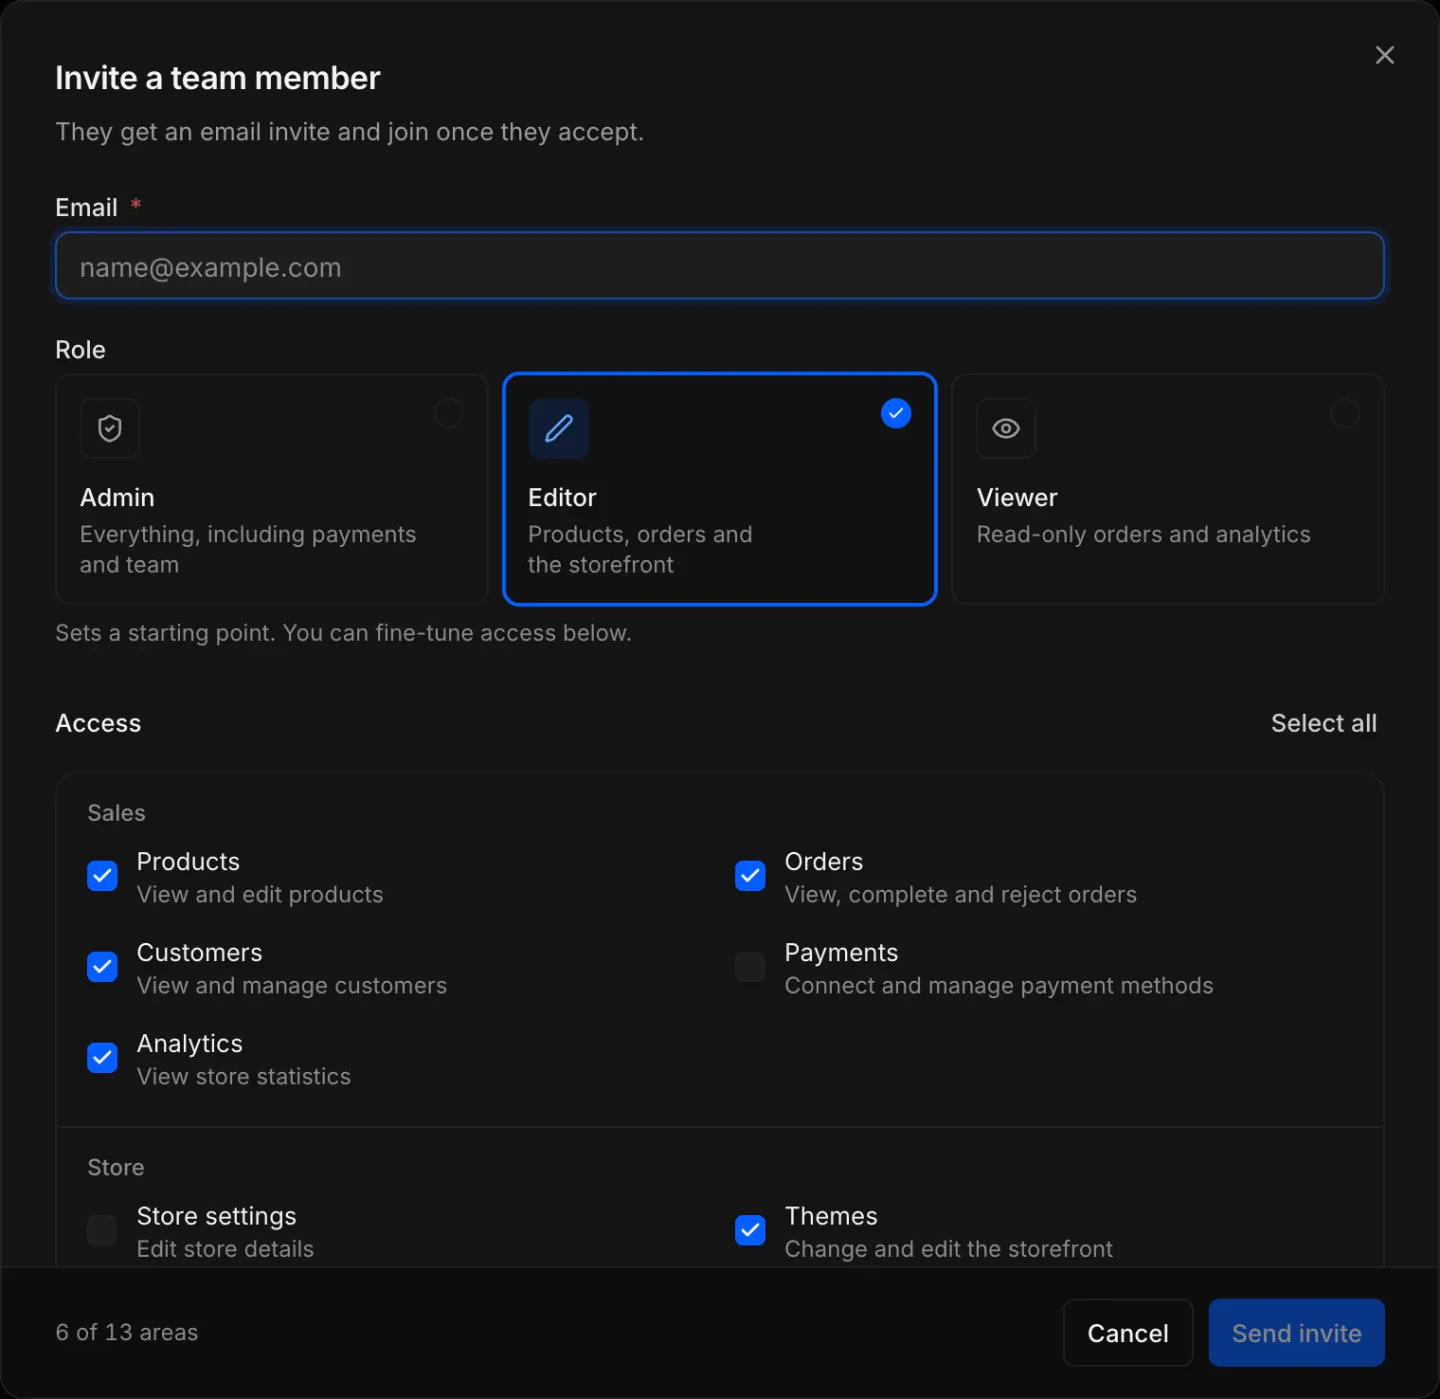 Invite a team member
They get an email invite and join once they accept.
Email *
name@example.com
Role
Admin
Everything, including payments
and team
Editor
Products, orders and
the storefront
Viewer
Read-only orders and analytics
Sets a starting point. You can fine-tune access below.
Access
Select all
Sales
Products
View and edit products
Orders
View, complete and reject orders
Customers
View and manage customers
Payments
Connect and manage payment methods
Analytics
View store statistics
Store
Store settings
Edit store details
Themes
Change and edit the storefront
6 of 13 areas
Cancel
Send invite